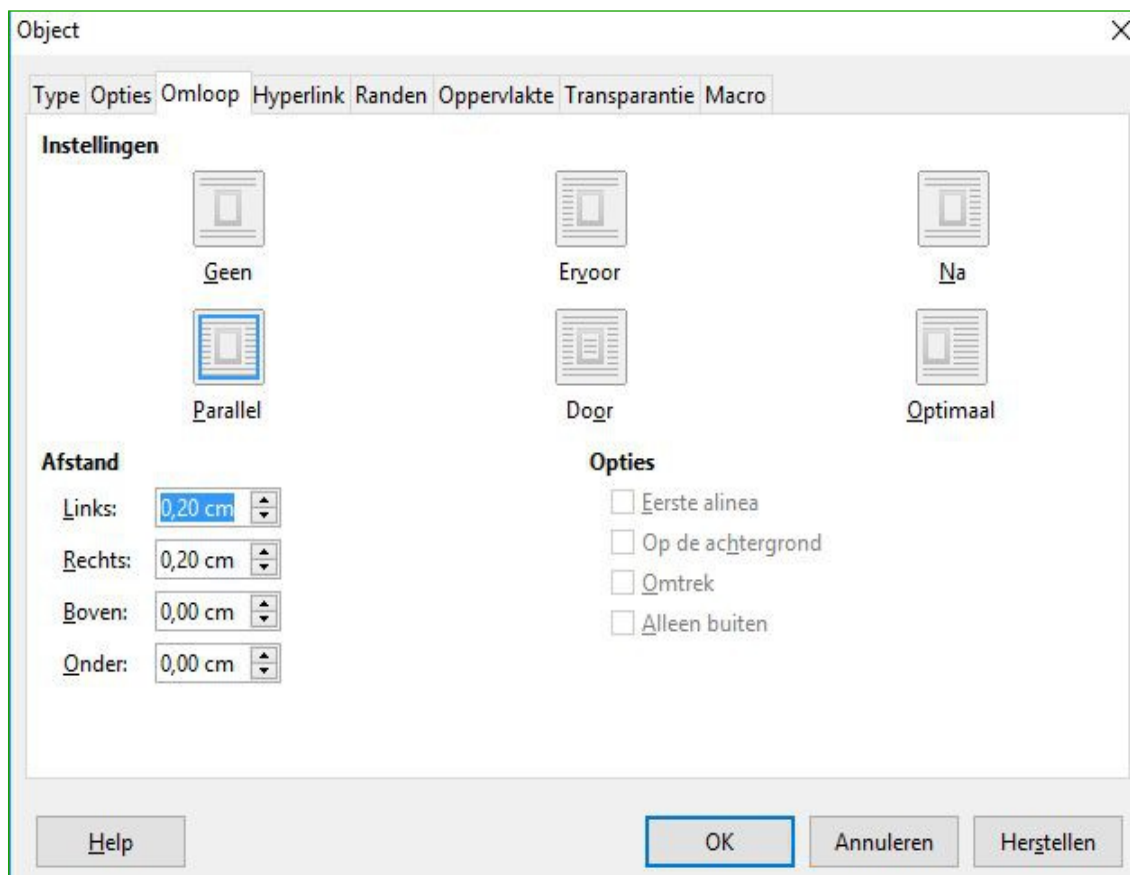 Object
Type Opties Omloop Hyperlink Randen Oppervlakte Transparantie Macro
Instellingen
Geen Ervoor Na
Parallel Door Optimaal
Afstand Opties
Links: 0,20 cm Eerste alinea
Rechts: 0,20 cm Op de achtergrond
Boven: 0,00 cm Omtrek
Onder: 0,00 cm Alleen buiten
Help OK Annuleren Herstellen